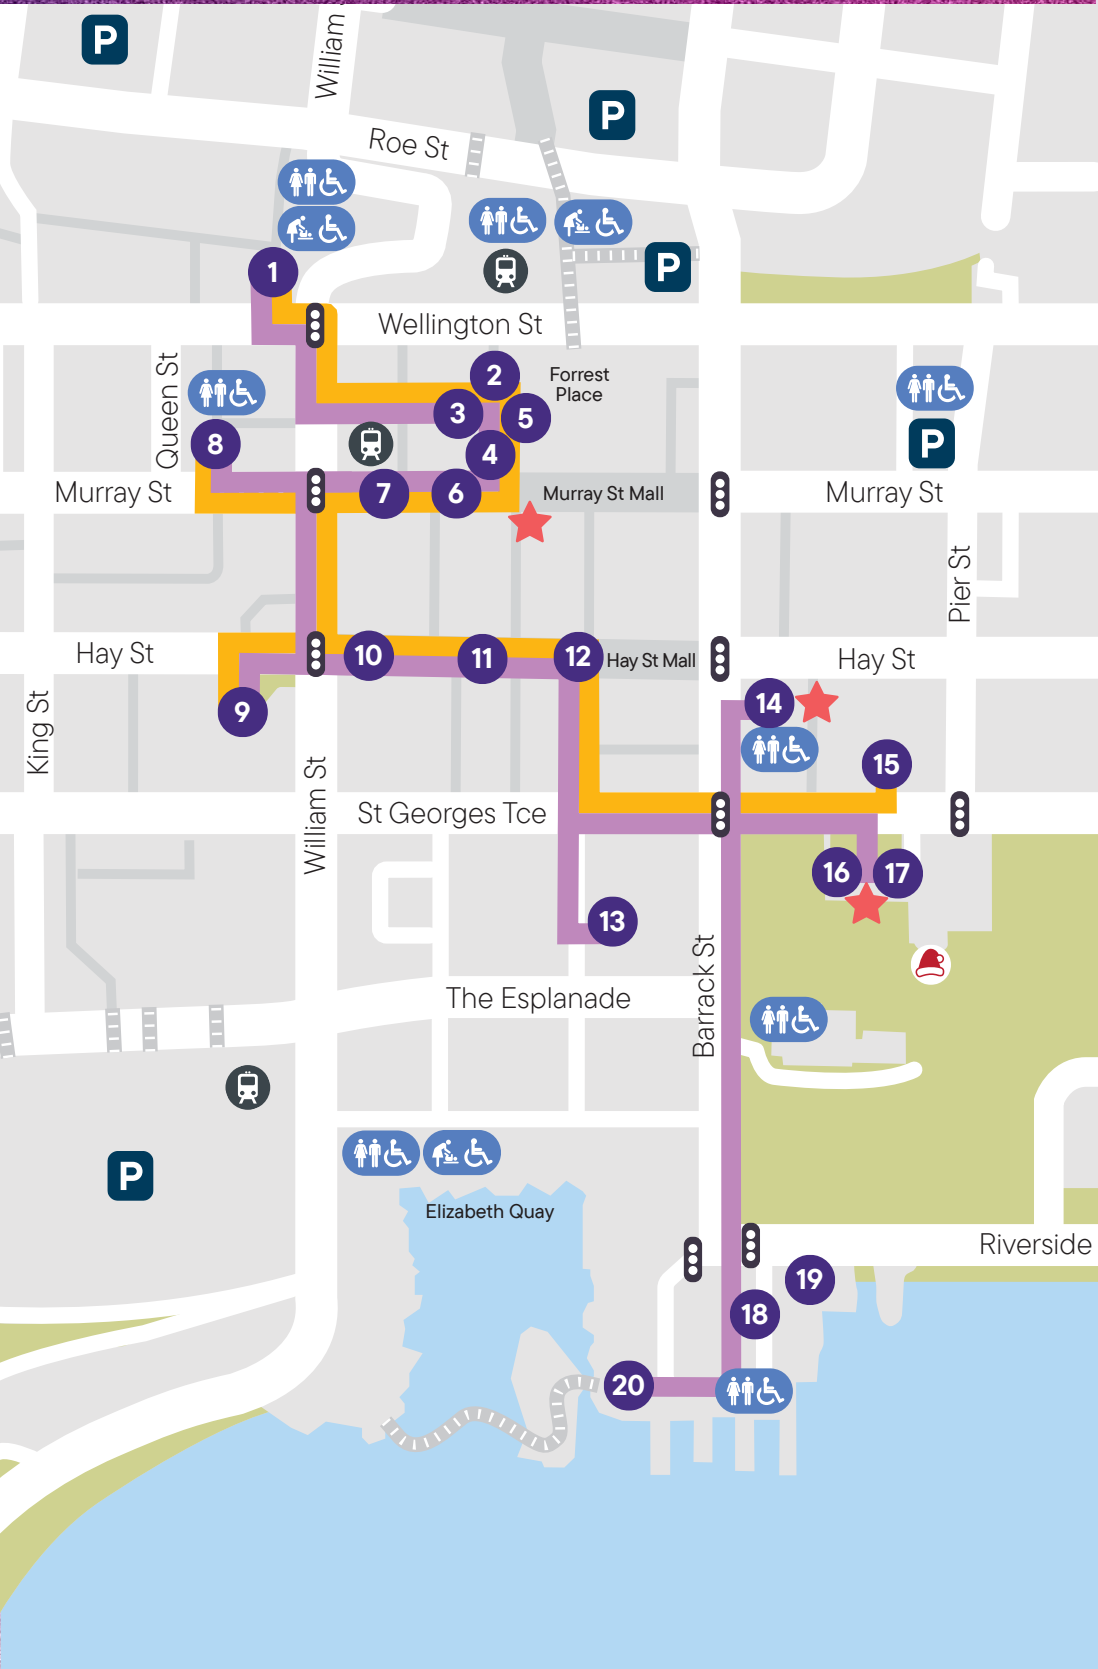 P
William
P
Roe St
1
P
Wellington St
Queen St
2
Forrest
Place
3
5
8
4
P
Murray St
7
6
Murray St Mall
Murray St
Pier St
Hay St
10
11
12
Hay St Mall
Hay St
King St
9
14
15
William St
St Georges Tce
16
17
13
Barrack St
The Esplanade
P
Elizabeth Quay
Riverside
19
18
20